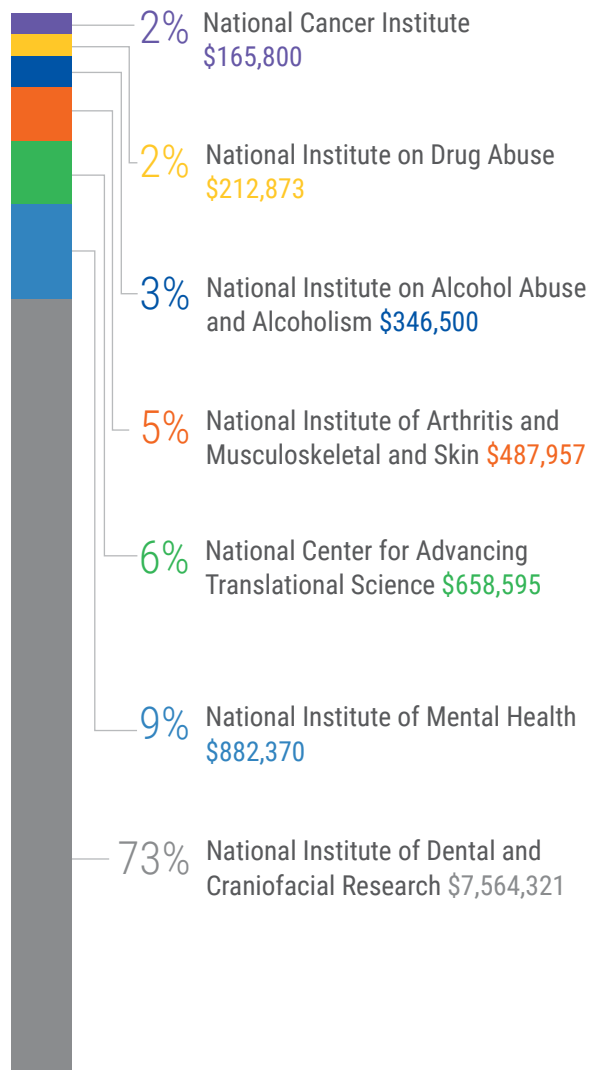 2% National Cancer Institute
$165,800
2% National Institute on Drug Abuse
$212,873
3% National Institute on Alcohol Abuse
and Alcoholism $346,500
5% National Institute of Arthritis and
Musculoskeletal and Skin $487,957
6% National Center for Advancing
Translational Science $658,595
9% National Institute of Mental Health
$882,370
73% National Institute of Dental and
Craniofacial Research $7,564,321